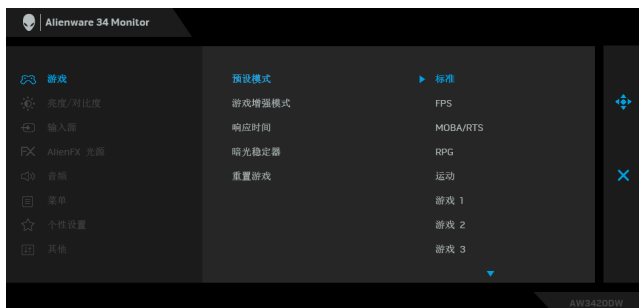 Alienware 34 Monitor
游戏 预设模式 标准
亮度/对比度 游戏增强模式 FPS
输入源 响应时间 MOBA/RTS
AlienFX 光源 暗光稳定器 RPG
音频 重置游戏 运动
菜单 游戏 1
个性设置 游戏 2
其他 游戏 3
AW3420DW